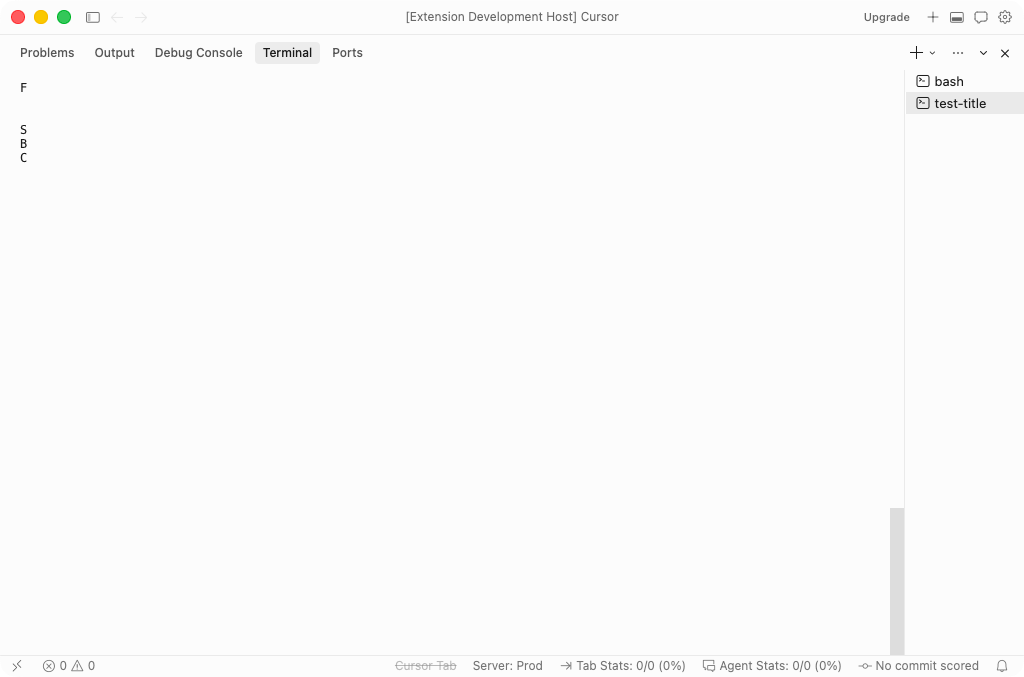 [Extension Development Host] Cursor
Upgrade
Problems Output Debug Console Terminal Ports
F
S
B
C
bash
test-title
0 0 Cursor Tab Server: Prod Tab Stats: 0/0 (0%) Agent Stats: 0/0 (0%) No commit scored